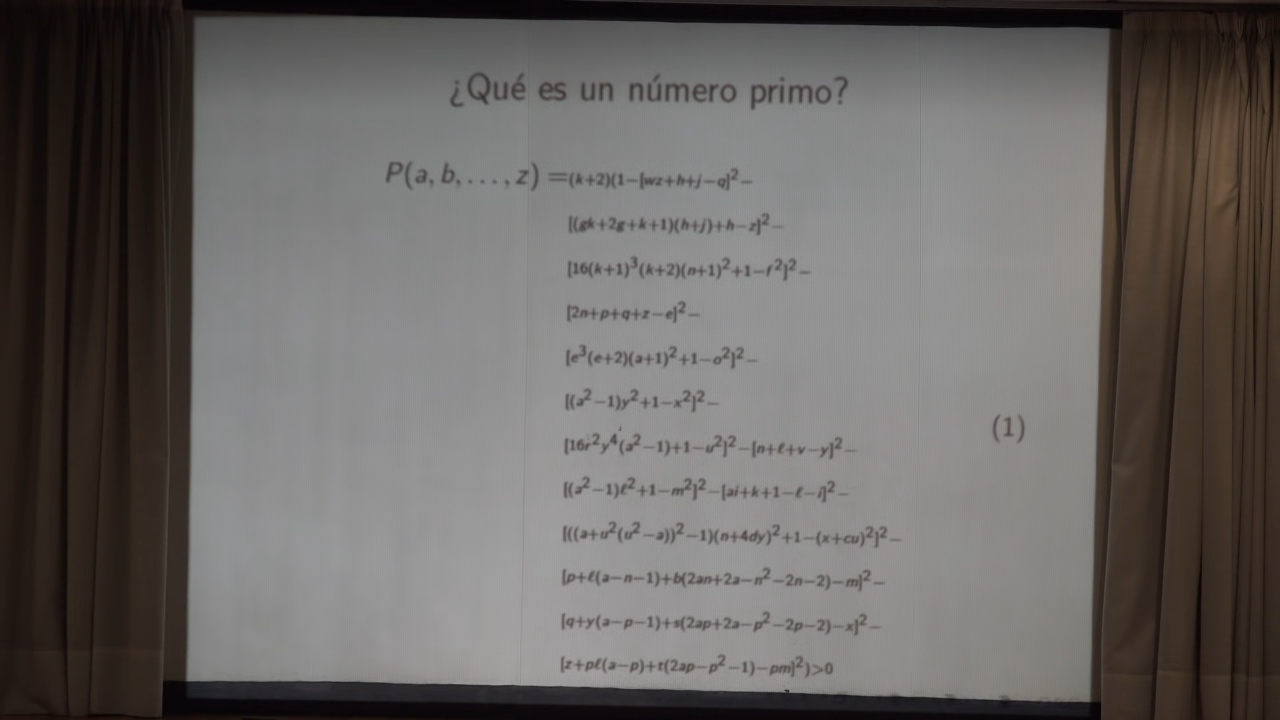 ¿Qué es un número primo?
P(a, b, . . . , z) =(k+2)(1−[wz+h+j−q]²−
[(gk+2g+k+1)(h+j)+h−z]²−
[16(k+1)³(k+2)(n+1)²+1−f²]²−
[2n+p+q+z−e]²−
[e³(e+2)(a+1)²+1−o²]²−
[(a²−1)y²+1−x²]²−
[16r²y⁴(a²−1)+1−u²]²−[n+ℓ+v−y]²−
(1)
[(a²−1)ℓ²+1−m²]²−[ai+k+1−ℓ−i]²−
[((a+u²(u²−a))²−1)(n+4dy)²+1−(x+cu)²]²−
[p+ℓ(a−n−1)+b(2an+2a−n²−2n−2)−m]²−
[q+y(a−p−1)+s(2ap+2a−p²−2p−2)−x]²−
[z+pℓ(a−p)+t(2ap−p²−1)−pm]²)>0